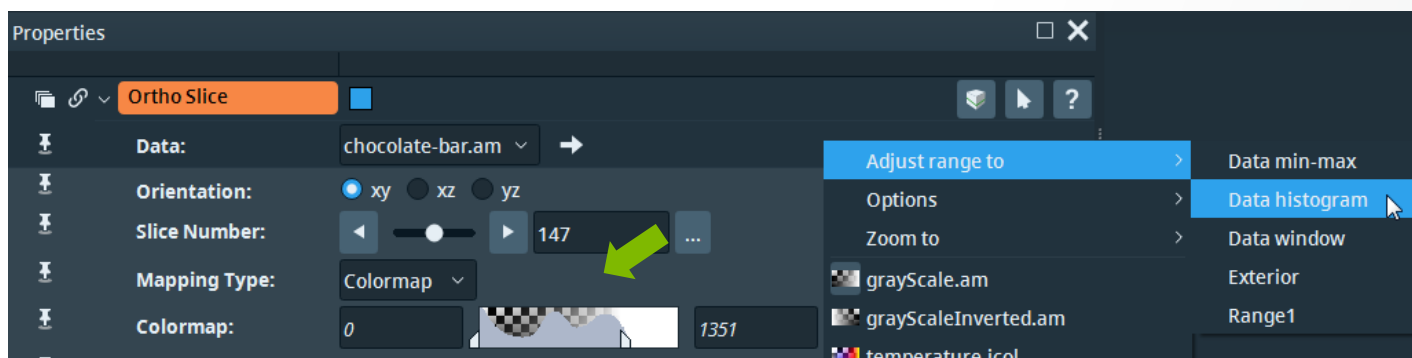 Properties
Ortho Slice
?
Data:
chocolate-bar.am
Orientation:
xy
xz
yz
Slice Number:
147
...
Mapping Type:
Colormap
Colormap:
0
1351
Adjust range to
Options
Zoom to
grayScale.am
grayScaleInverted.am
temperature.icol
Data min-max
Data histogram
Data window
Exterior
Range1